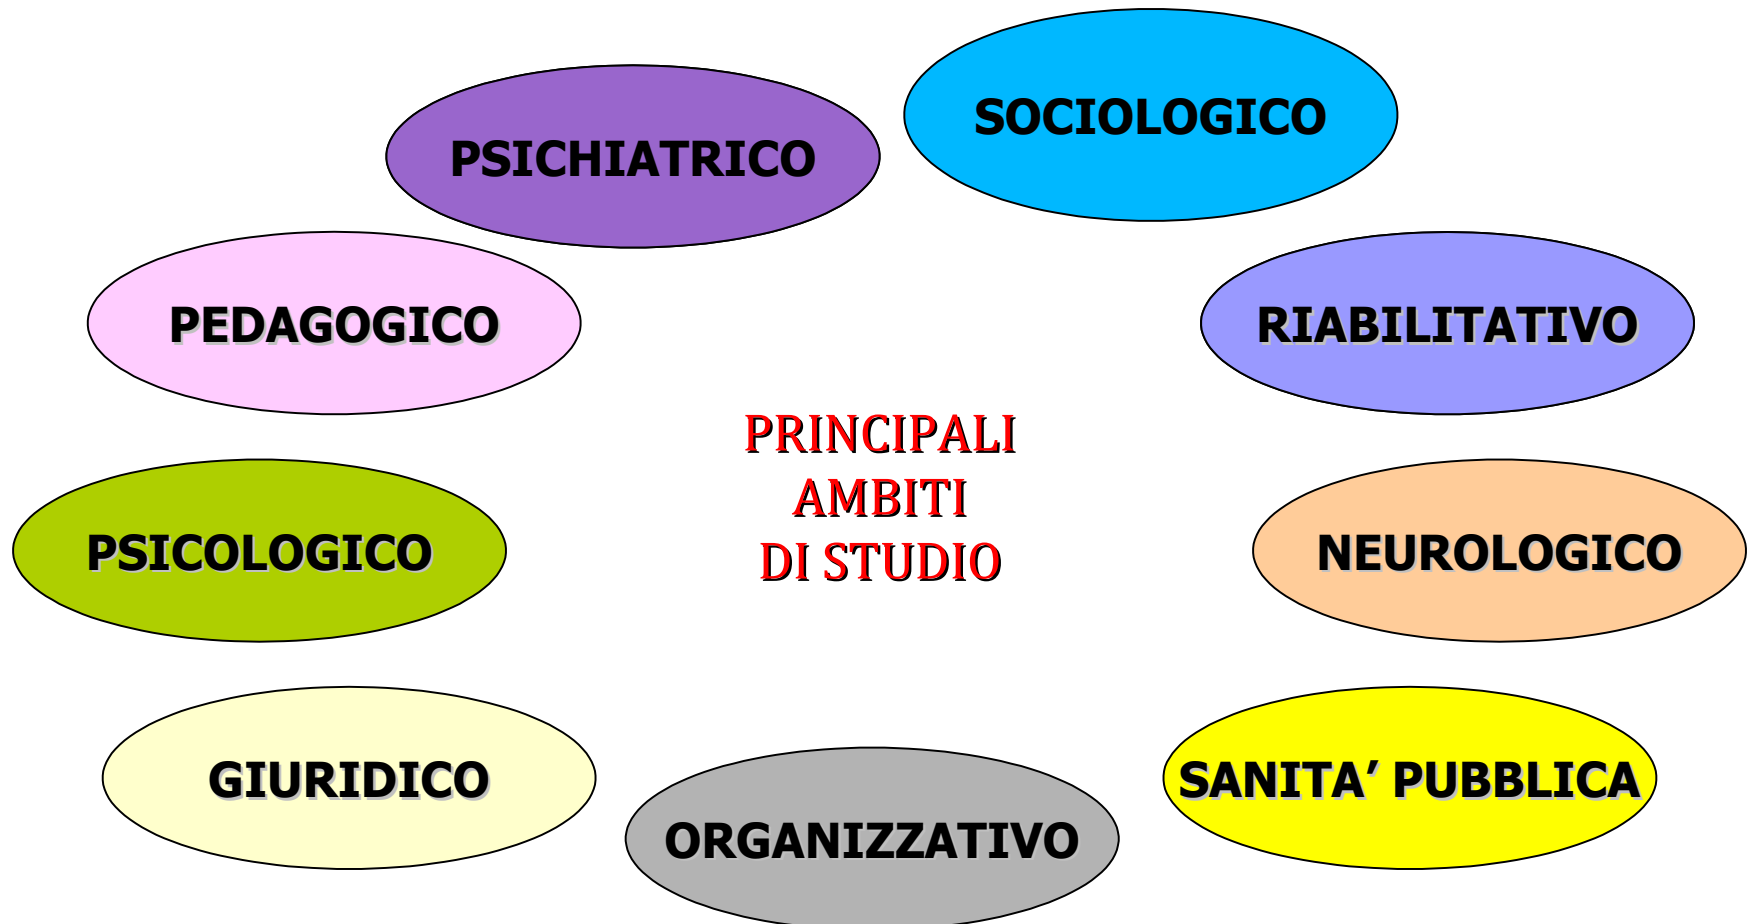 SOCIOLOGICO
PSICHIATRICO
PEDAGOGICO
RIABILITATIVO
PRINCIPALI
AMBITI
DI STUDIO
PSICOLOGICO
NEUROLOGICO
GIURIDICO
SANITA’ PUBBLICA
ORGANIZZATIVO